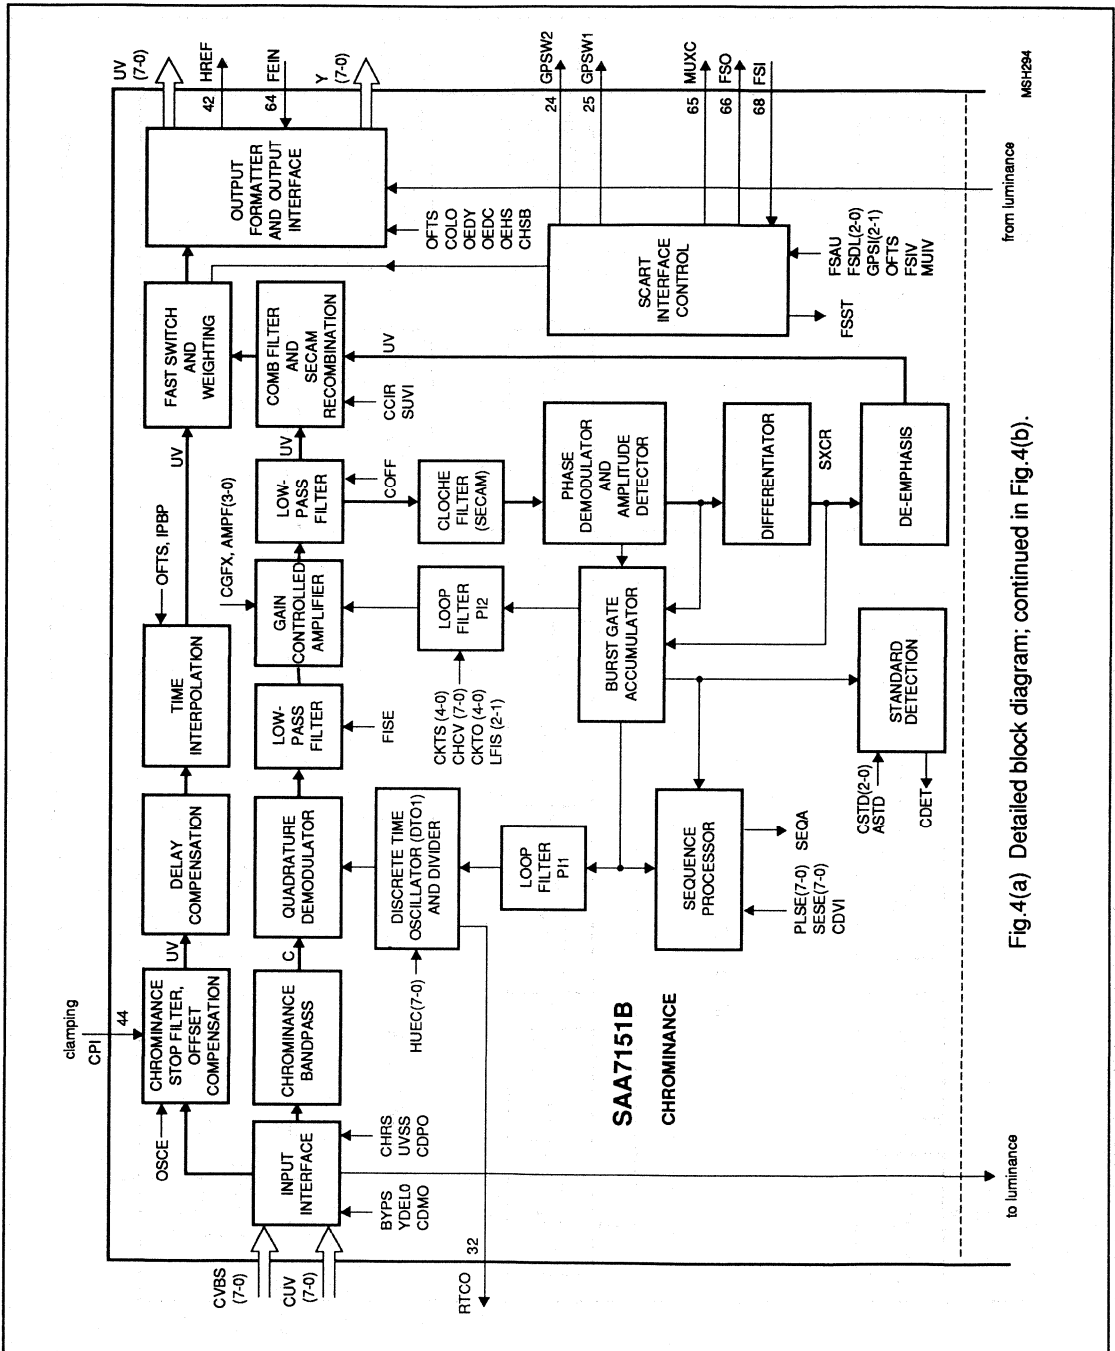 clamping
CPI
44
CVBS
(7-0)
CUV
(7-0)
RTCO
32
OSCE
CHROMINANCE
STOP FILTER,
OFFSET
COMPENSATION
UV
DELAY
COMPENSATION
TIME
INTERPOLATION
OFTS, IPBP
UV
FAST SWITCH
AND
WEIGHTING
OUTPUT
FORMATTER
AND OUTPUT
INTERFACE
UV
(7-0)
42 HREF
64 FEIN
Y
(7-0)
INPUT
INTERFACE
BYPS
YDEL0
CDMO
CHRS
UVSS
CDPO
CHROMINANCE
BANDPASS
C
QUADRATURE
DEMODULATOR
LOW-
PASS
FILTER
FISE
CGFX, AMPF(3-0)
GAIN
CONTROLLED
AMPLIFIER
LOW-
PASS
FILTER
COFF
UV
COMB FILTER
AND
SECAM
RECOMBINATION
CCIR
SUVI
UV
OFTS
COLO
OEDY
OEDC
OEHS
CHSB
HUEC(7-0)
DISCRETE TIME
OSCILLATOR (DTO1)
AND DIVIDER
LOOP
FILTER
PI2
CKTS (4-0)
CHCV (7-0)
CKTO (4-0)
LFIS (2-1)
CLOCHE
FILTER
(SECAM)
LOOP
FILTER
PI1
BURST GATE
ACCUMULATOR
PHASE
DEMODULATOR
AND
AMPLITUDE
DETECTOR
SCART
INTERFACE
CONTROL
24 GPSW2
25 GPSW1
65 MUXC
66 FSO
68 FSI
FSST
FSAU
FSDL(2-0)
GPSI(2-1)
OFTS
FSIV
MUIV
SAA7151B
CHROMINANCE
SEQUENCE
PROCESSOR
PLSE(7-0)
SESE(7-0)
CDVI
SEQA
DIFFERENTIATOR
SXCR
DE-EMPHASIS
STANDARD
DETECTION
CSTD(2-0)
ASTD
CDET
to luminance
from luminance
MSH294
Fig.4(a) Detailed block diagram; continued in Fig.4(b).